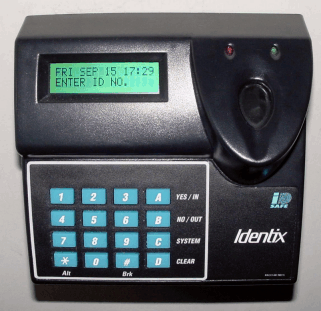 FRI SEP 15 17:29
ENTER ID NO.
1 2 3 A YES / IN
4 5 6 B NO / OUT
7 8 9 C SYSTEM
* 0 # D CLEAR
Alt Brk
ID
SAFE
Identix